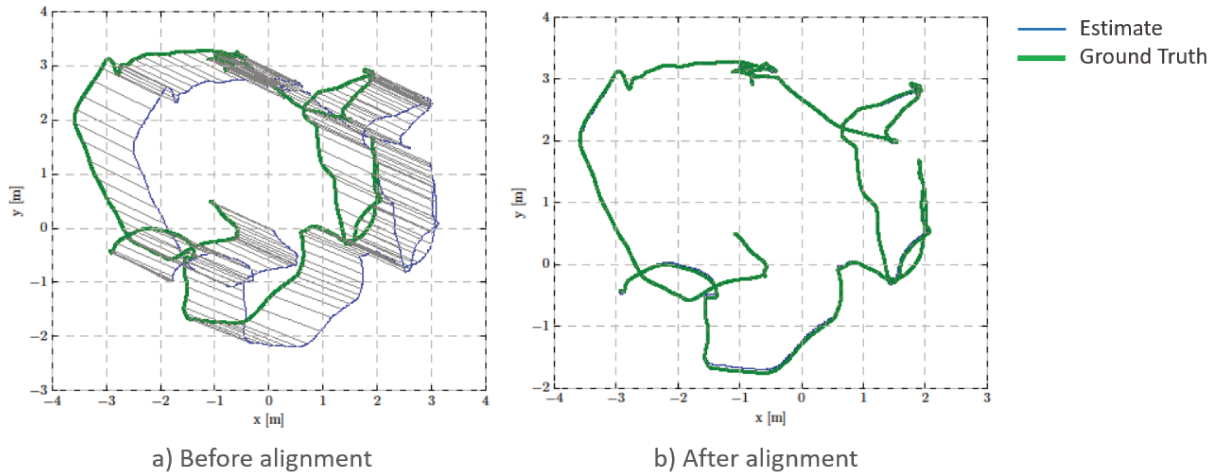 4
3
2
1
0
−1
−2
−3
y [m]
−4 −3 −2 −1 0 1 2 3 4
x [m]
a) Before alignment
4
3
2
1
0
−1
−2
y [m]
−4 −3 −2 −1 0 1 2 3
x [m]
b) After alignment
Estimate
Ground Truth